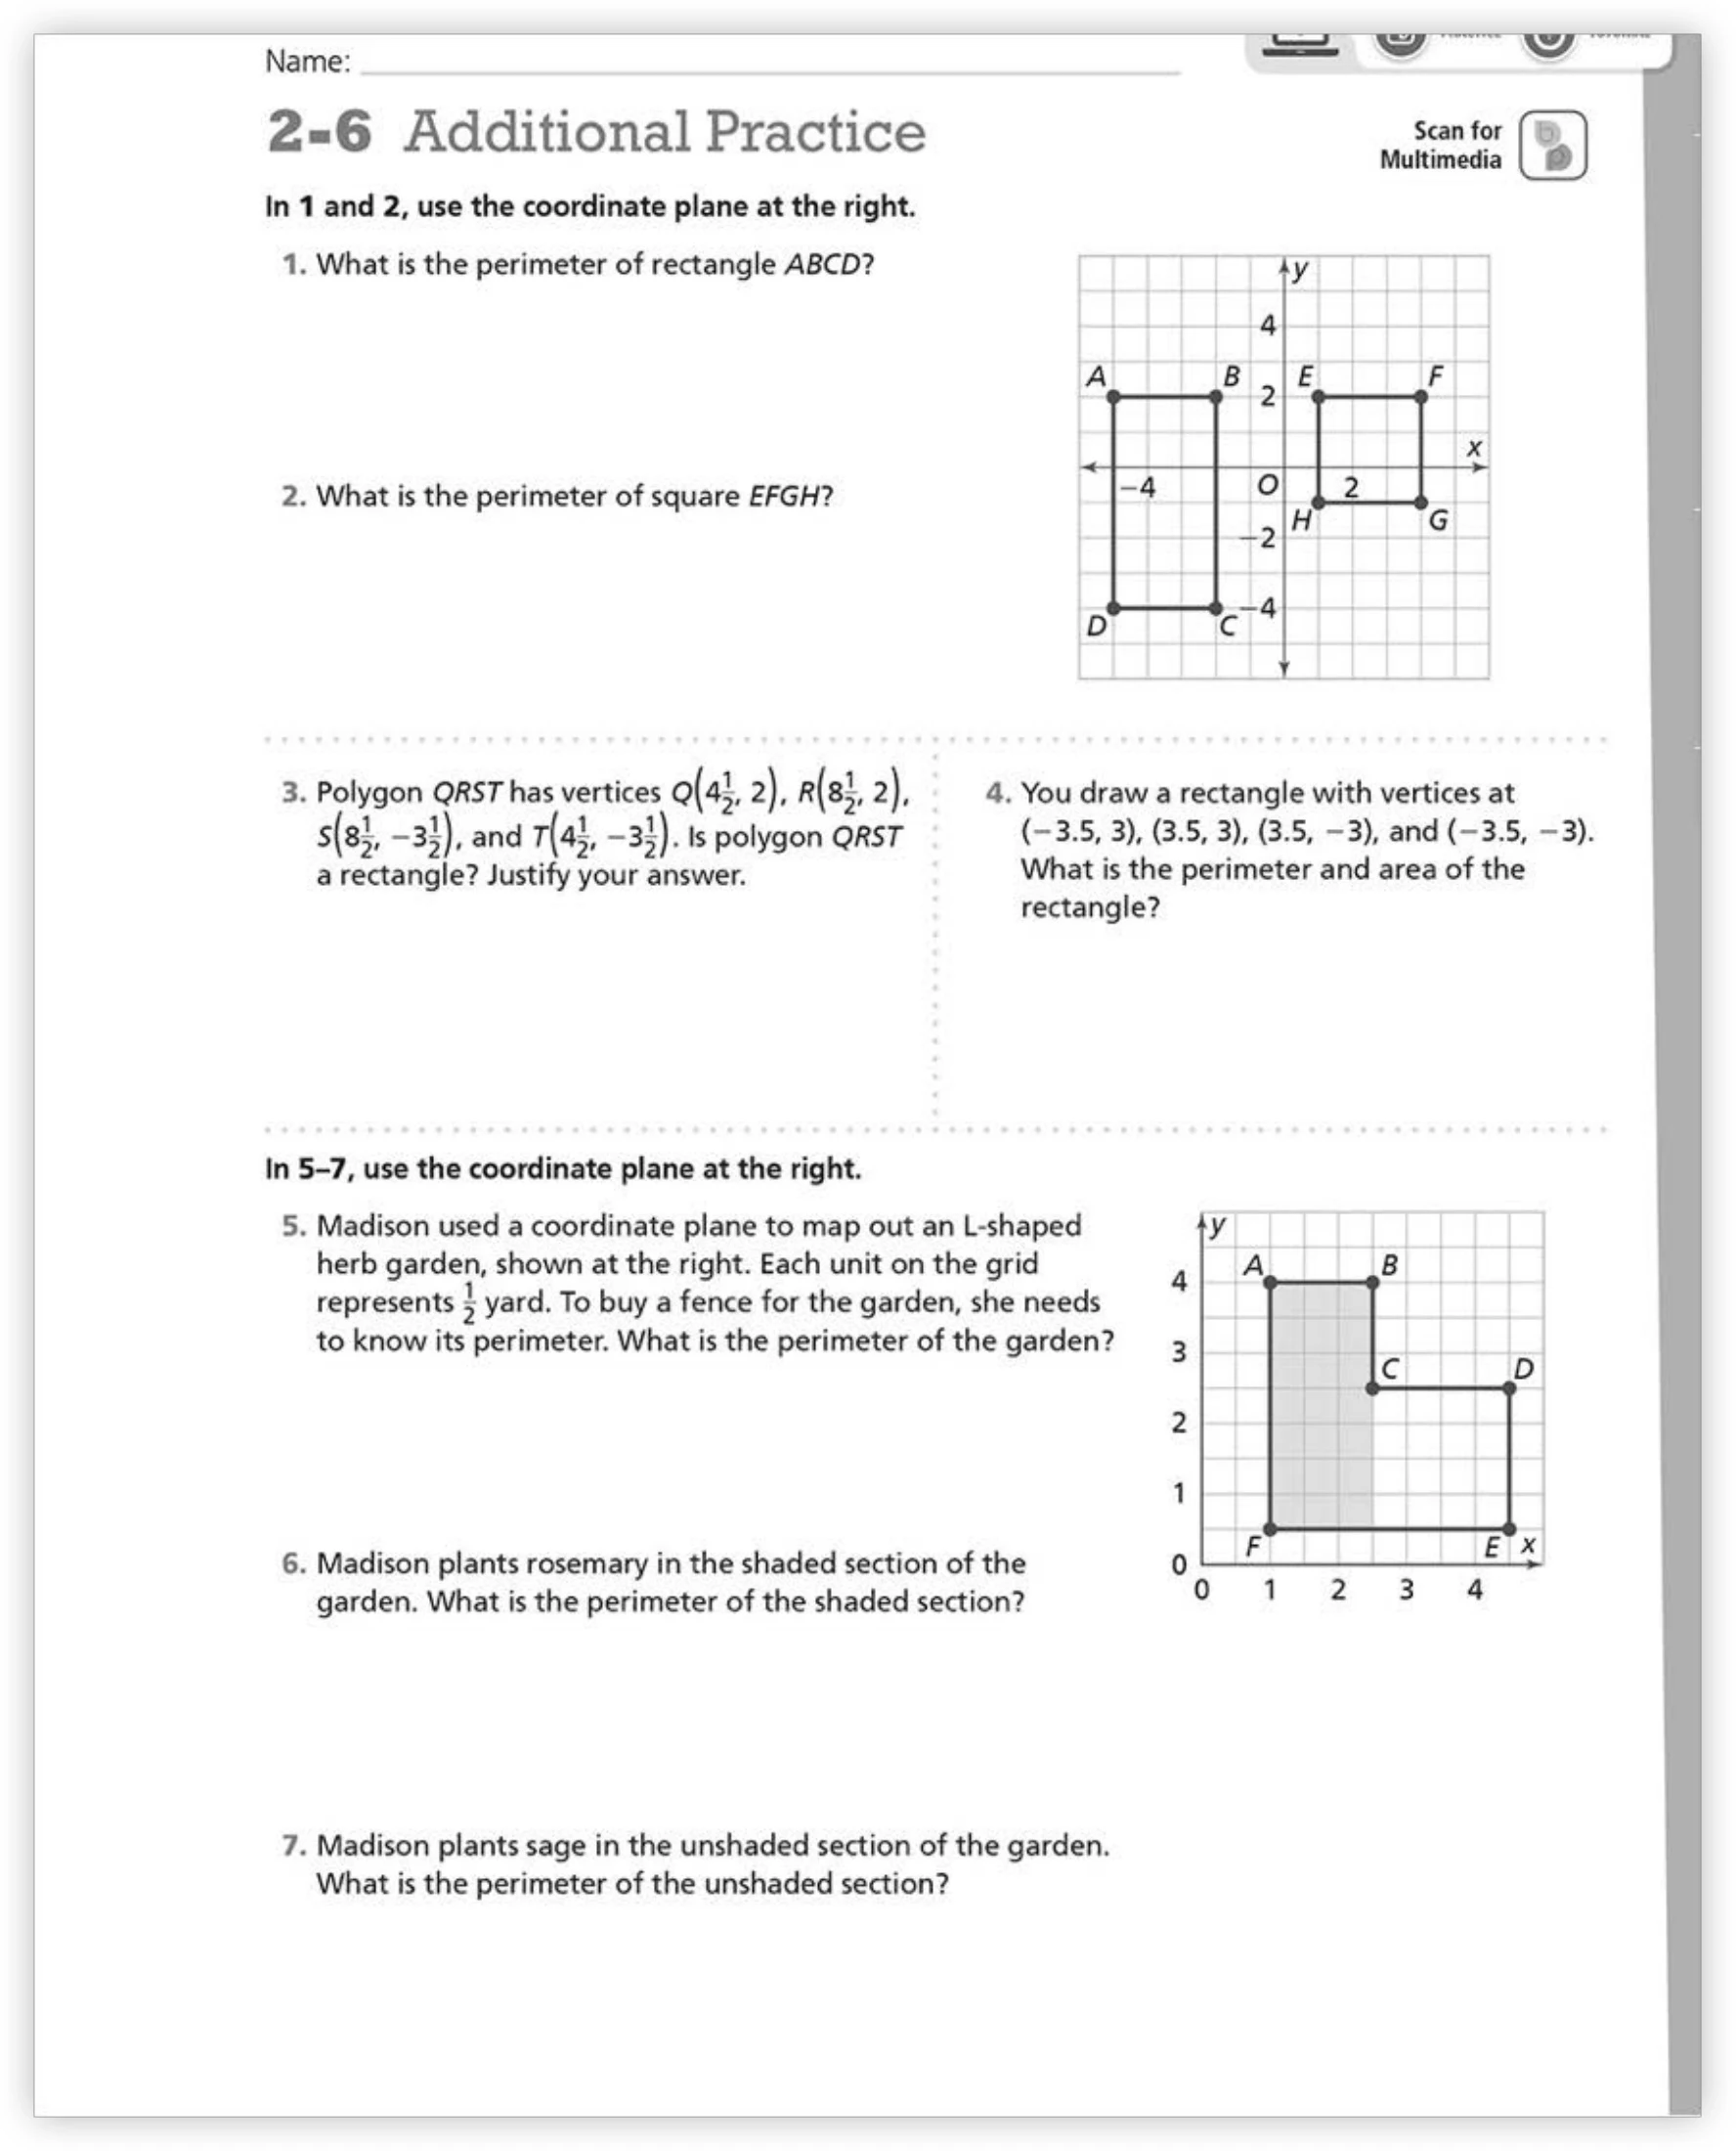 Name:
2-6 Additional Practice
Scan for
Multimedia
In 1 and 2, use the coordinate plane at the right.
1. What is the perimeter of rectangle ABCD?
2. What is the perimeter of square EFGH?
y
4
A B 2 E F
x
−4 O 2
H G
−2
−4
D C
3. Polygon QRST has vertices Q(4½, 2), R(8½, 2),
S(8½, −3½), and T(4½, −3½). Is polygon QRST
a rectangle? Justify your answer.
4. You draw a rectangle with vertices at
(−3.5, 3), (3.5, 3), (3.5, −3), and (−3.5, −3).
What is the perimeter and area of the
rectangle?
In 5–7, use the coordinate plane at the right.
5. Madison used a coordinate plane to map out an L-shaped
herb garden, shown at the right. Each unit on the grid
represents ½ yard. To buy a fence for the garden, she needs
to know its perimeter. What is the perimeter of the garden?
6. Madison plants rosemary in the shaded section of the
garden. What is the perimeter of the shaded section?
y
A B
4
3
C D
2
1
F E x
0
0 1 2 3 4
7. Madison plants sage in the unshaded section of the garden.
What is the perimeter of the unshaded section?